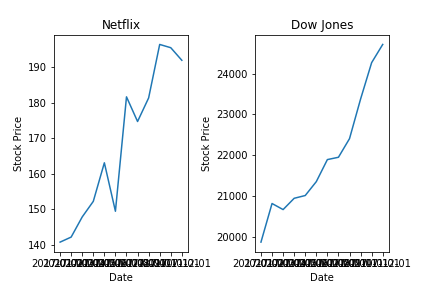 Netflix
Dow Jones
190
180
170
160
150
140
Stock Price
Date
24000
23000
22000
21000
20000
Stock Price
Date